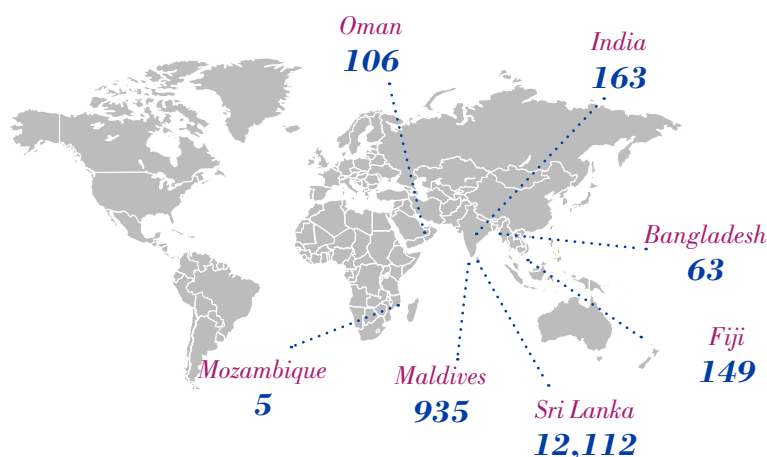 Oman
106
India
163
Bangladesh
63
Fiji
149
Mozambique
5
Maldives
935
Sri Lanka
12,112